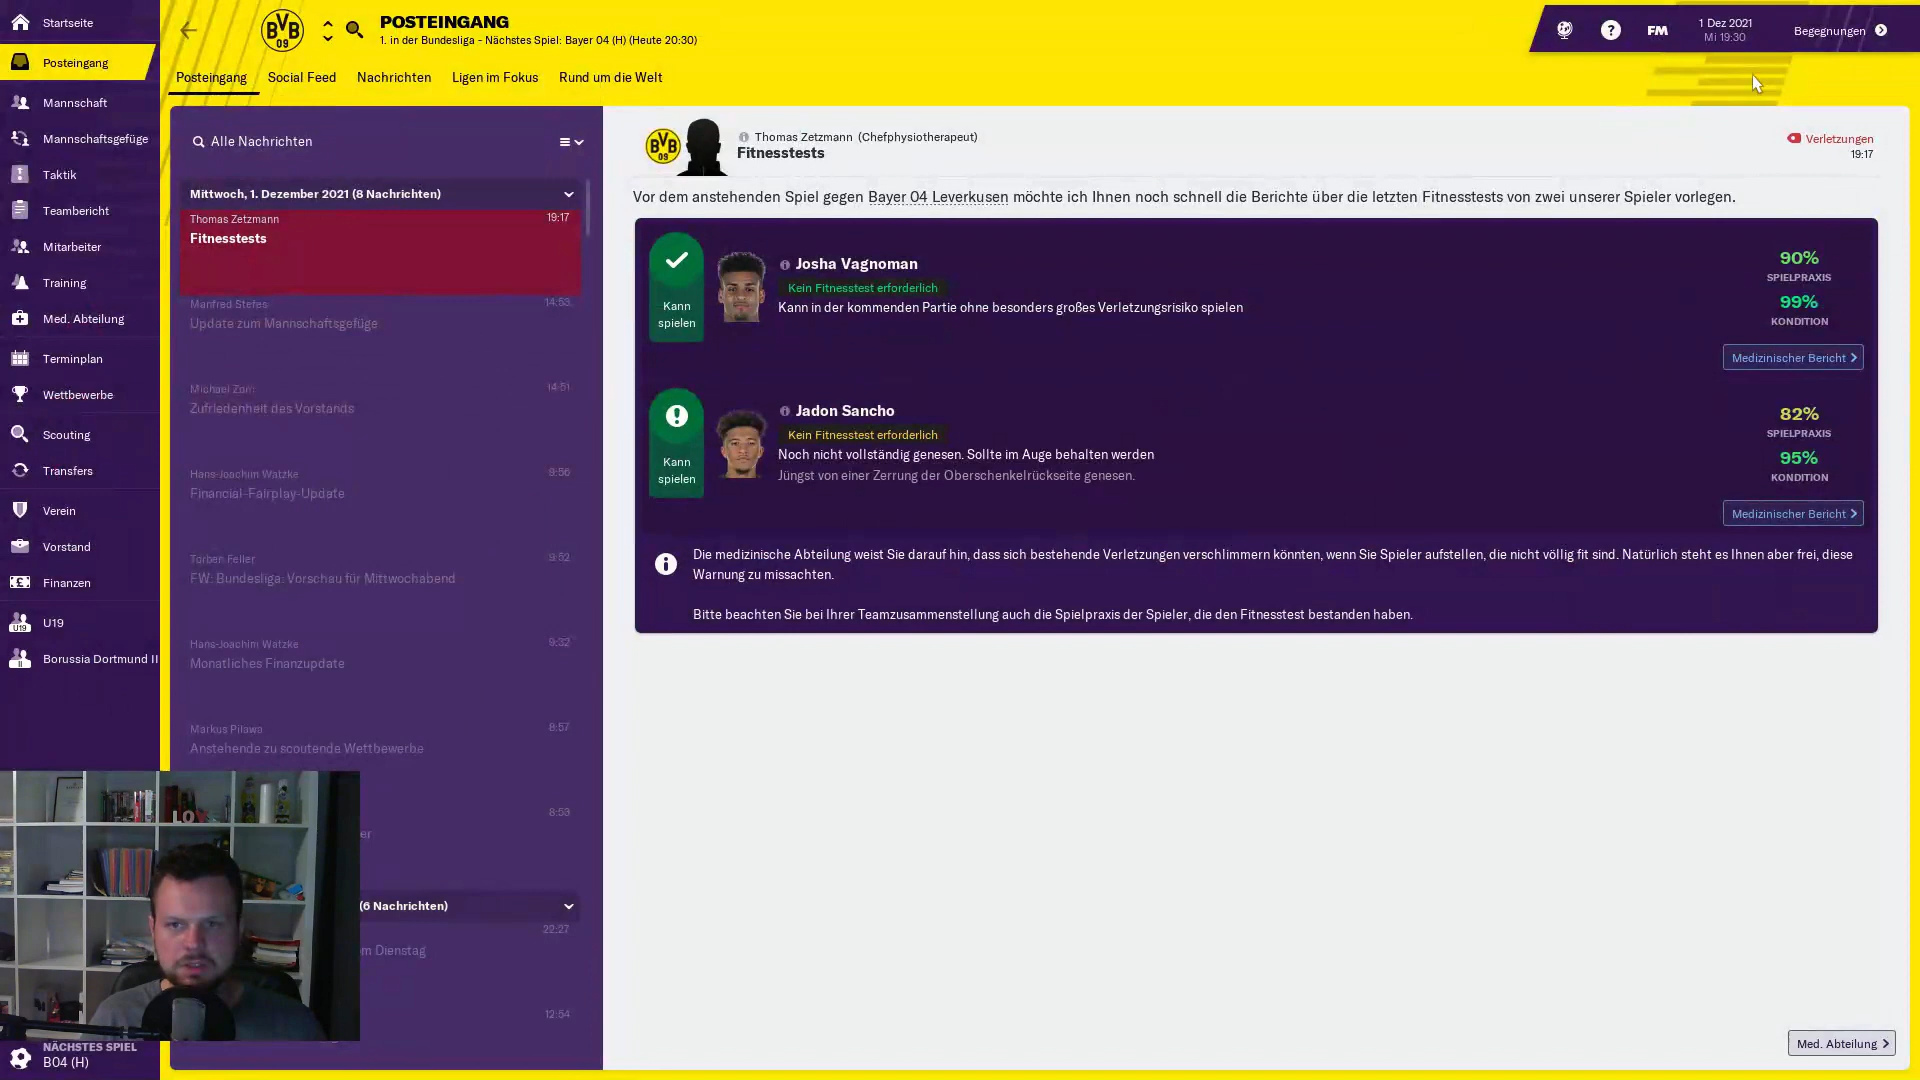 Startseite
Posteingang
Mannschaft
Mannschaftsgefüge
Taktik
Teambericht
Mitarbeiter
Training
Med. Abteilung
Terminplan
Wettbewerbe
Scouting
Transfers
Verein
Vorstand
Finanzen
U19
U19
II
Borussia Dortmund II
NÄCHSTES SPIEL
B04 (H)
BVB
09
POSTEINGANG
1. in der Bundesliga - Nächstes Spiel: Bayer 04 (H) (Heute 20:30)
FM
1 Dez 2021
Mi 19:30
Begegnungen
Posteingang Social Feed Nachrichten Ligen im Fokus Rund um die Welt
Alle Nachrichten
Mittwoch, 1. Dezember 2021 (8 Nachrichten)
Thomas Zetzmann 19:17
Fitnesstests
Manfred Stefes 14:53
Update zum Mannschaftsgefüge
Michael Zorc 14:51
Zufriedenheit des Vorstands
Hans-Joachim Watzke 9:56
Financial-Fairplay-Update
Torben Feller 9:52
FW: Bundesliga: Vorschau für Mittwochabend
Hans-Joachim Watzke 9:32
Monatliches Finanzupdate
Markus Pilawa 8:57
Anstehende zu scoutende Wettbewerbe
8:53
er
(6 Nachrichten)
22:27
m Dienstag
12:54
LO
BVB
09
Thomas Zetzmann (Chefphysiotherapeut)
Fitnesstests
Verletzungen
19:17
Vor dem anstehenden Spiel gegen Bayer 04 Leverkusen möchte ich Ihnen noch schnell die Berichte über die letzten Fitnesstests von zwei unserer Spieler vorlegen.
Kann
spielen
Josha Vagnoman
Kein Fitnesstest erforderlich
Kann in der kommenden Partie ohne besonders großes Verletzungsrisiko spielen
90%
SPIELPRAXIS
99%
KONDITION
Medizinischer Bericht
Kann
spielen
Jadon Sancho
Kein Fitnesstest erforderlich
Noch nicht vollständig genesen. Sollte im Auge behalten werden
Jüngst von einer Zerrung der Oberschenkelrückseite genesen.
82%
SPIELPRAXIS
95%
KONDITION
Medizinischer Bericht
Die medizinische Abteilung weist Sie darauf hin, dass sich bestehende Verletzungen verschlimmern könnten, wenn Sie Spieler aufstellen, die nicht völlig fit sind. Natürlich steht es Ihnen aber frei, diese
Warnung zu missachten.
Bitte beachten Sie bei Ihrer Teamzusammenstellung auch die Spielpraxis der Spieler, die den Fitnesstest bestanden haben.
Med. Abteilung